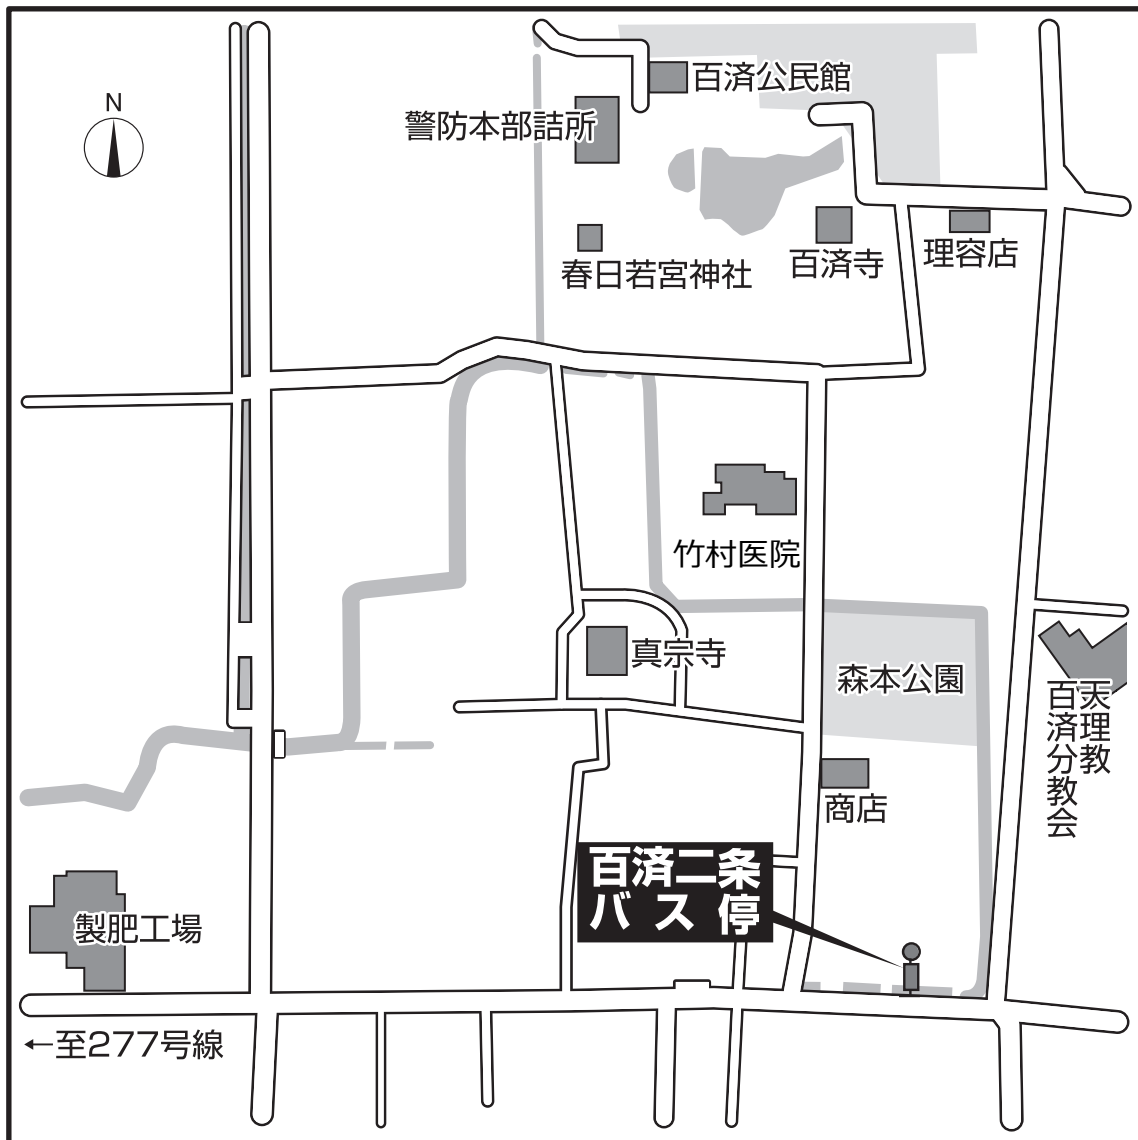 N
百済公民館
警防本部詰所
春日若宮神社
百済寺
理容店
竹村医院
真宗寺
森本公園
天理教
百済分教会
商店
百済二条
バス停
製肥工場
←至277号線